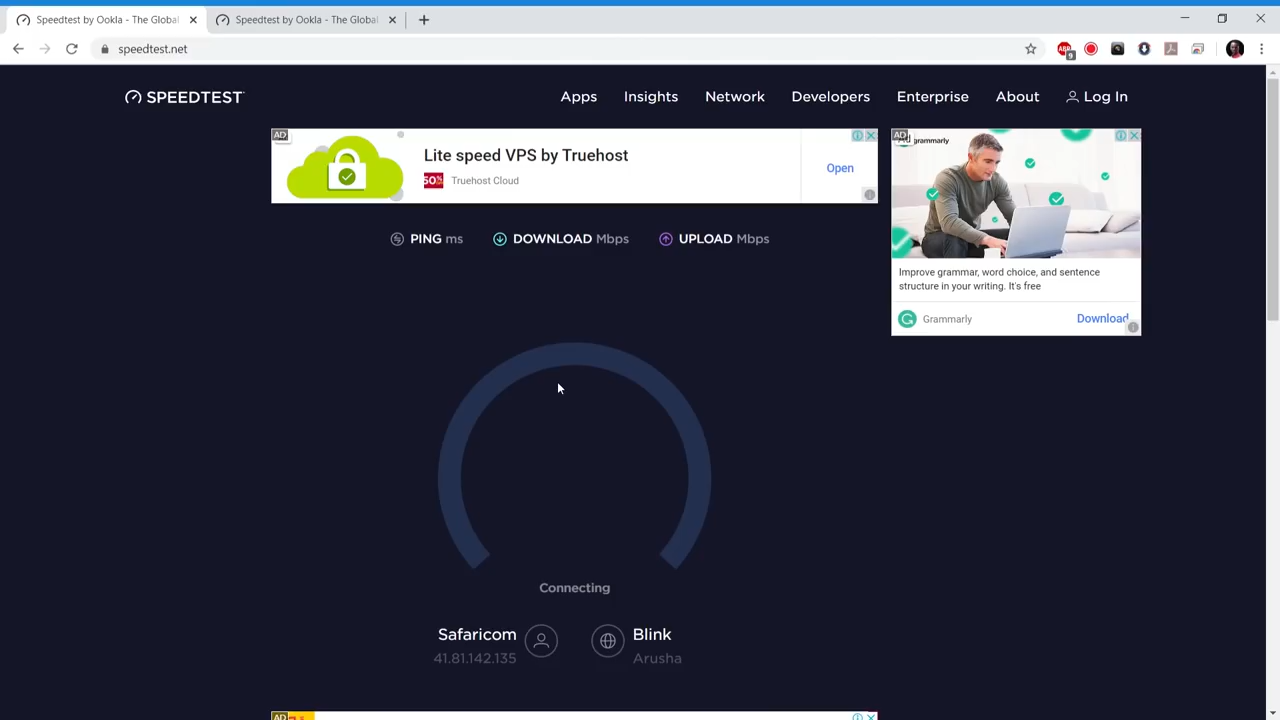 Speedtest by Ookla - The Global
Speedtest by Ookla - The Global
speedtest.net
ABP
9
SPEEDTEST
Apps
Insights
Network
Developers
Enterprise
About
Log In
AD
Lite speed VPS by Truehost
50%
Truehost Cloud
Open
AD
grammarly
Improve grammar, word choice, and sentence
structure in your writing. It's free
Grammarly
Download
PING ms
DOWNLOAD Mbps
UPLOAD Mbps
Connecting
Safaricom
41.81.142.135
Blink
Arusha
AD